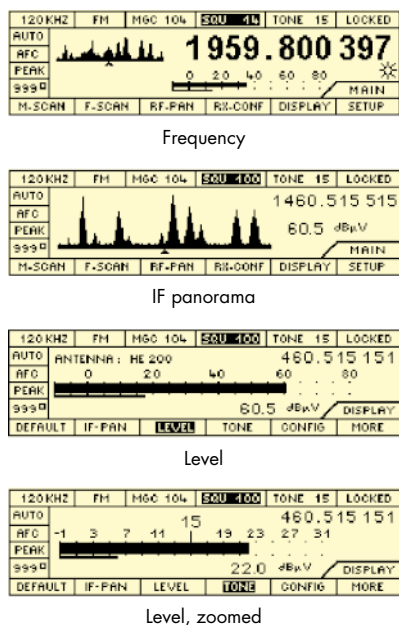 120 KHZ FM MGC 104 SQU 44 TONE 15 LOCKED
AUTO
AFC
PEAK
999
1959.800 397
0 20 40 60 80
MAIN
M-SCAN F-SCAN RF-PAN RX-CONF DISPLAY SETUP
Frequency
120 KHZ FM MGC 104 SQU 100 TONE 15 LOCKED
AUTO
AFC
PEAK
999
1460.515 515
60.5 dBµV
MAIN
M-SCAN F-SCAN RF-PAN RX-CONF DISPLAY SETUP
IF panorama
120 KHZ FM MGC 104 SQU 100 TONE 15 LOCKED
AUTO
AFC
PEAK
999
ANTENNA: HE 200 460.515 151
0 20 40 60 80
60.5 dBµV
DISPLAY
DEFAULT IF-PAN LEVEL TONE CONFIG MORE
Level
120 KHZ FM MGC 104 SQU 100 TONE 15 LOCKED
AUTO
AFC
PEAK
999
15 460.515 151
-1 3 7 11 19 23 27 31
22.0 dBµV
DISPLAY
DEFAULT IF-PAN LEVEL TONE CONFIG MORE
Level, zoomed